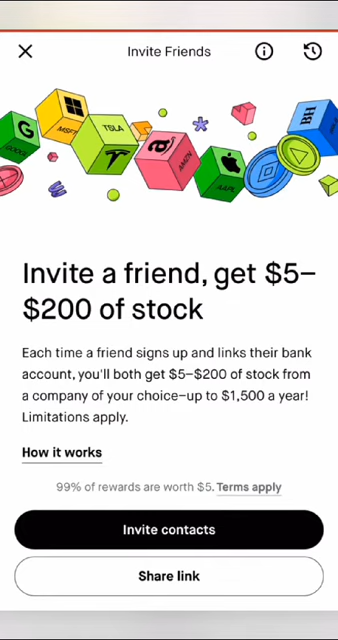 Invite Friends
G
GOOGL
MSFT
TSLA
a
AMZN
AAPL
Invite a friend, get $5–
$200 of stock
Each time a friend signs up and links their bank
account, you'll both get $5–$200 of stock from
a company of your choice–up to $1,500 a year!
Limitations apply.
How it works
99% of rewards are worth $5. Terms apply
Invite contacts
Share link